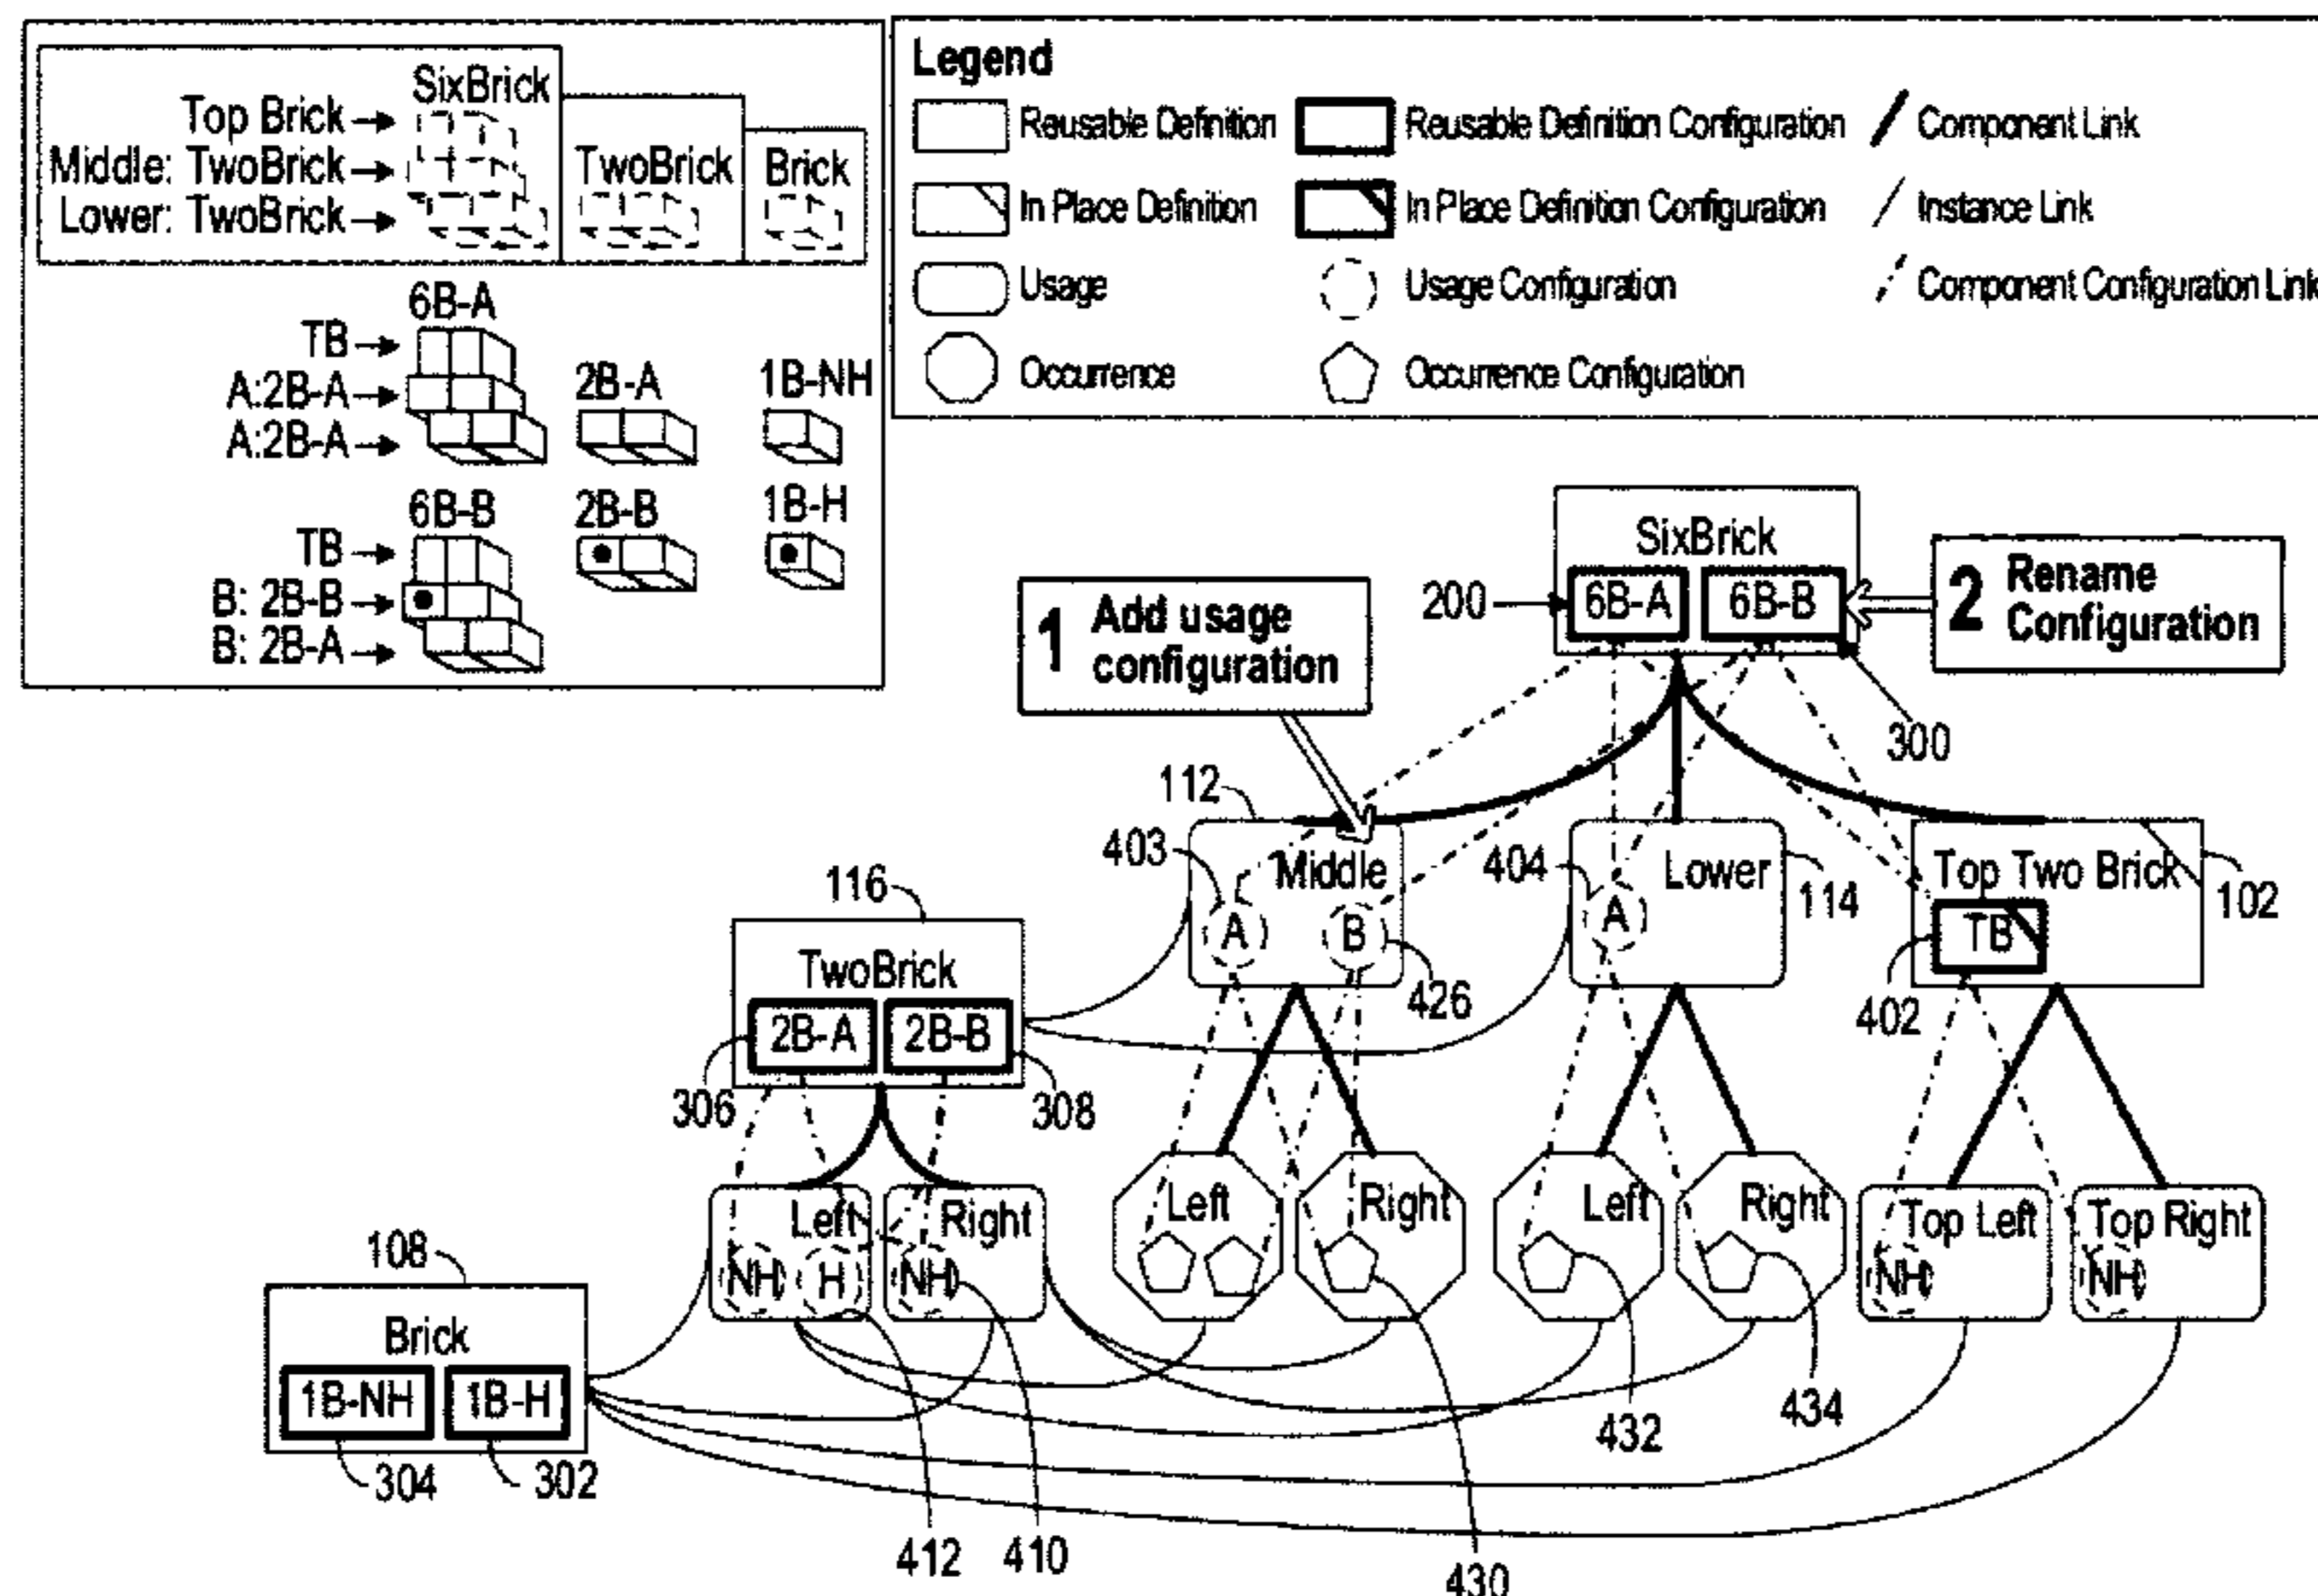 SixBrick
Top Brick
Middle: TwoBrick
Lower: TwoBrick
TwoBrick
Brick
6B-A
TB
A:2B-A
A:2B-A
2B-A
1B-NH
6B-B
TB
B: 2B-B
B: 2B-A
2B-B
1B-H
Legend
Reusable Definition
Reusable Definition Configuration
Component Link
In Place Definition
In Place Definition Configuration
Instance Link
Usage
Usage Configuration
Component Configuration Link
Occurrence
Occurrence Configuration
SixBrick
6B-A
6B-B
200
300
1 Add usage
configuration
2 Rename
Configuration
112
403
Middle
A
B
426
404
Lower
A
114
Top Two Brick
TB
102
402
116
TwoBrick
2B-A
2B-B
306
308
Left
NH
H
Right
NH
Left
Right
Left
Right
Top Left
NH
Top Right
NH
108
Brick
1B-NH
1B-H
304
302
412
410
430
432
434